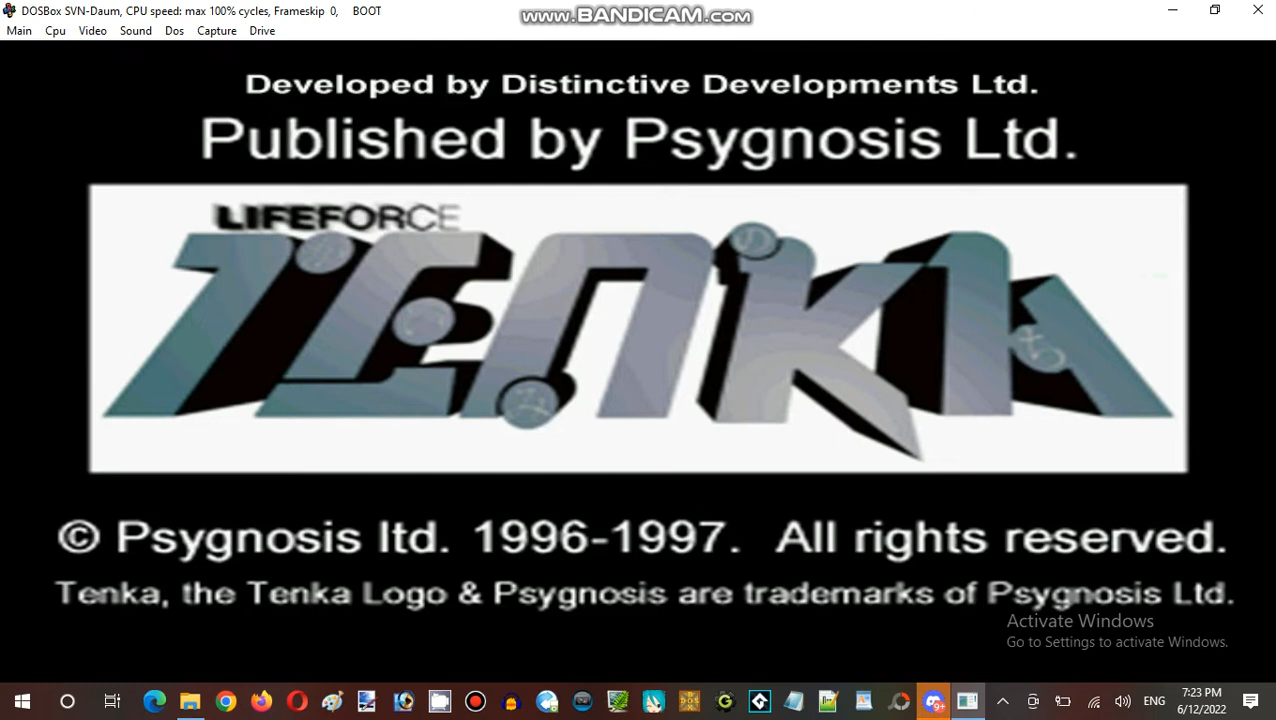 DOSBox SVN-Daum, CPU speed: max 100% cycles, Frameskip 0, BOOT
www.BANDICAM.com
Main Cpu Video Sound Dos Capture Drive
Developed by Distinctive Developments Ltd.
Published by Psygnosis Ltd.
LIFEFORCE
TENKA
© Psygnosis ltd. 1996-1997. All rights reserved.
Tenka, the Tenka Logo & Psygnosis are trademarks of Psygnosis Ltd.
Activate Windows
Go to Settings to activate Windows.
DOS
9+
ENG
7:23 PM
6/12/2022